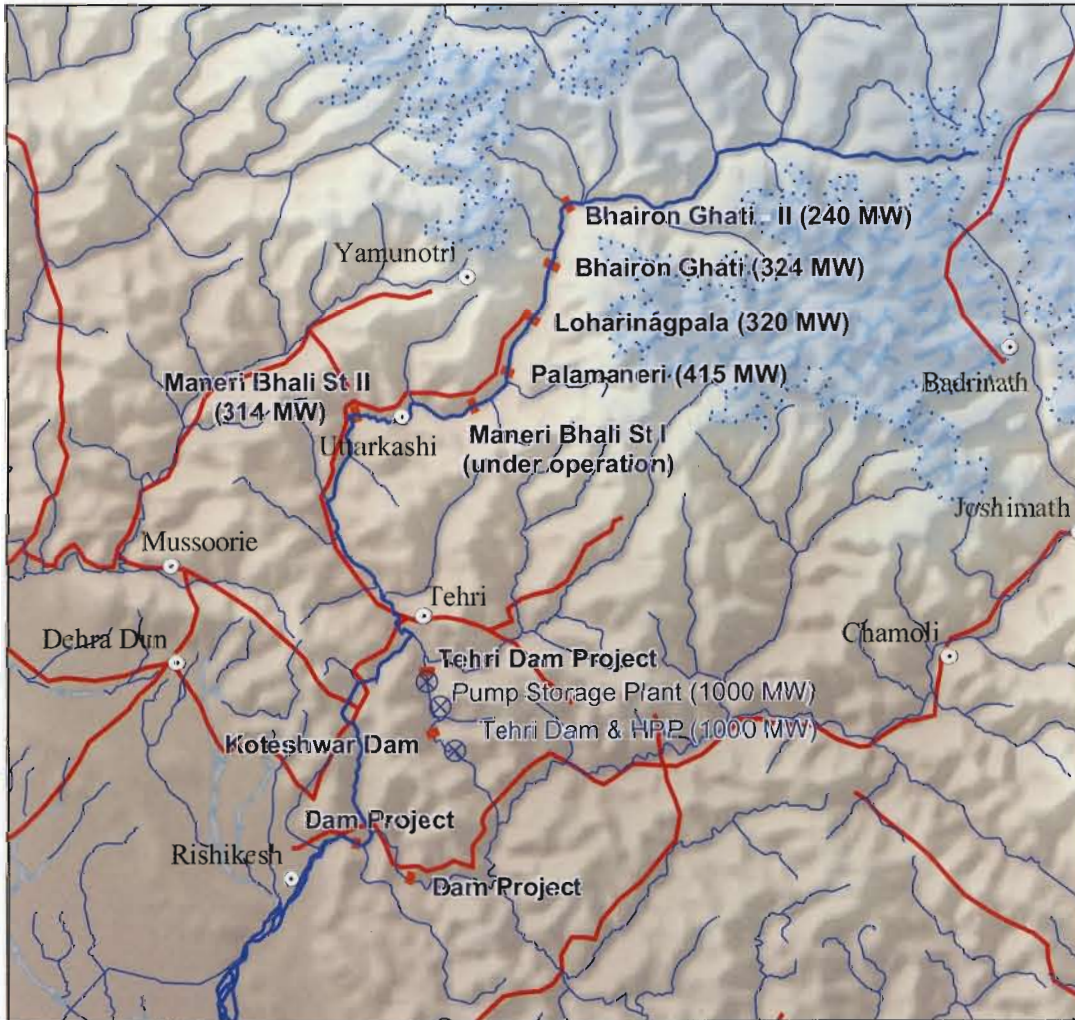 Bhairon Ghati II (240 MW)
Yamunotri
Bhairon Ghati (324 MW)
Loharinagpala (320 MW)
Badrinath
Palamaneri (415 MW)
Maneri Bhali St II
(314 MW)
Uttarkashi
Maneri Bhali St I
(under operation)
Joshimath
Mussoorie
Tehri
Dehra Dun
Chamoli
Tehri Dam Project
Pump Storage Plant (1000 MW)
Tehri Dam & HPP (1000 MW)
Koteshwar Dam
Dam Project
Rishikesh
Dam Project